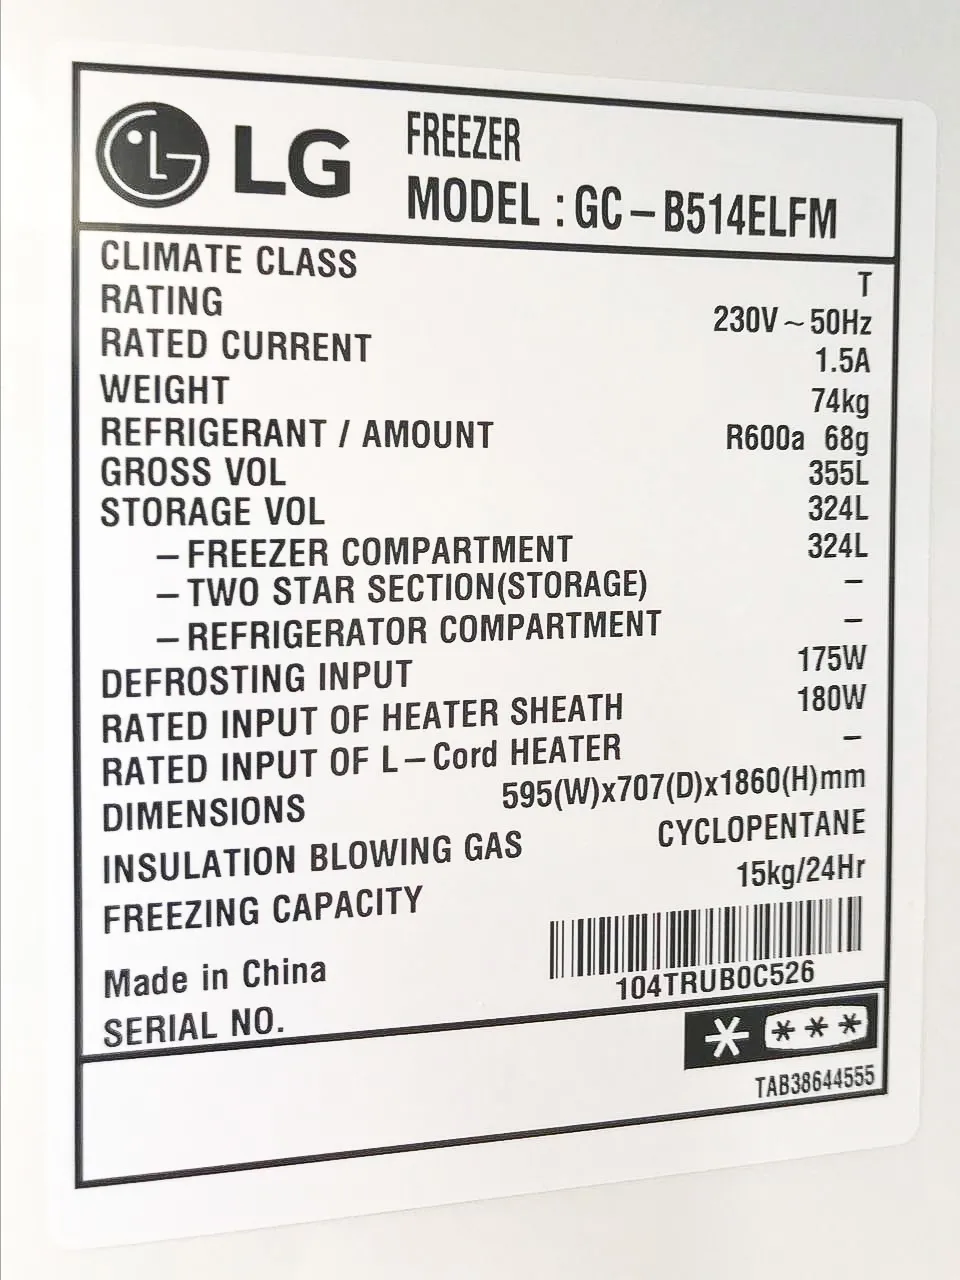 LG
FREEZER
MODEL : GC–B514ELFM
CLIMATE CLASS T
RATING 230V ~ 50Hz
RATED CURRENT 1.5A
WEIGHT 74kg
REFRIGERANT / AMOUNT R600a 68g
GROSS VOL 355L
STORAGE VOL 324L
– FREEZER COMPARTMENT 324L
– TWO STAR SECTION(STORAGE) –
– REFRIGERATOR COMPARTMENT –
DEFROSTING INPUT 175W
RATED INPUT OF HEATER SHEATH 180W
RATED INPUT OF L–Cord HEATER –
DIMENSIONS 595(W)x707(D)x1860(H)mm
INSULATION BLOWING GAS CYCLOPENTANE
FREEZING CAPACITY 15kg/24Hr
Made in China
104TRUB0C526
SERIAL NO.
TAB38644555